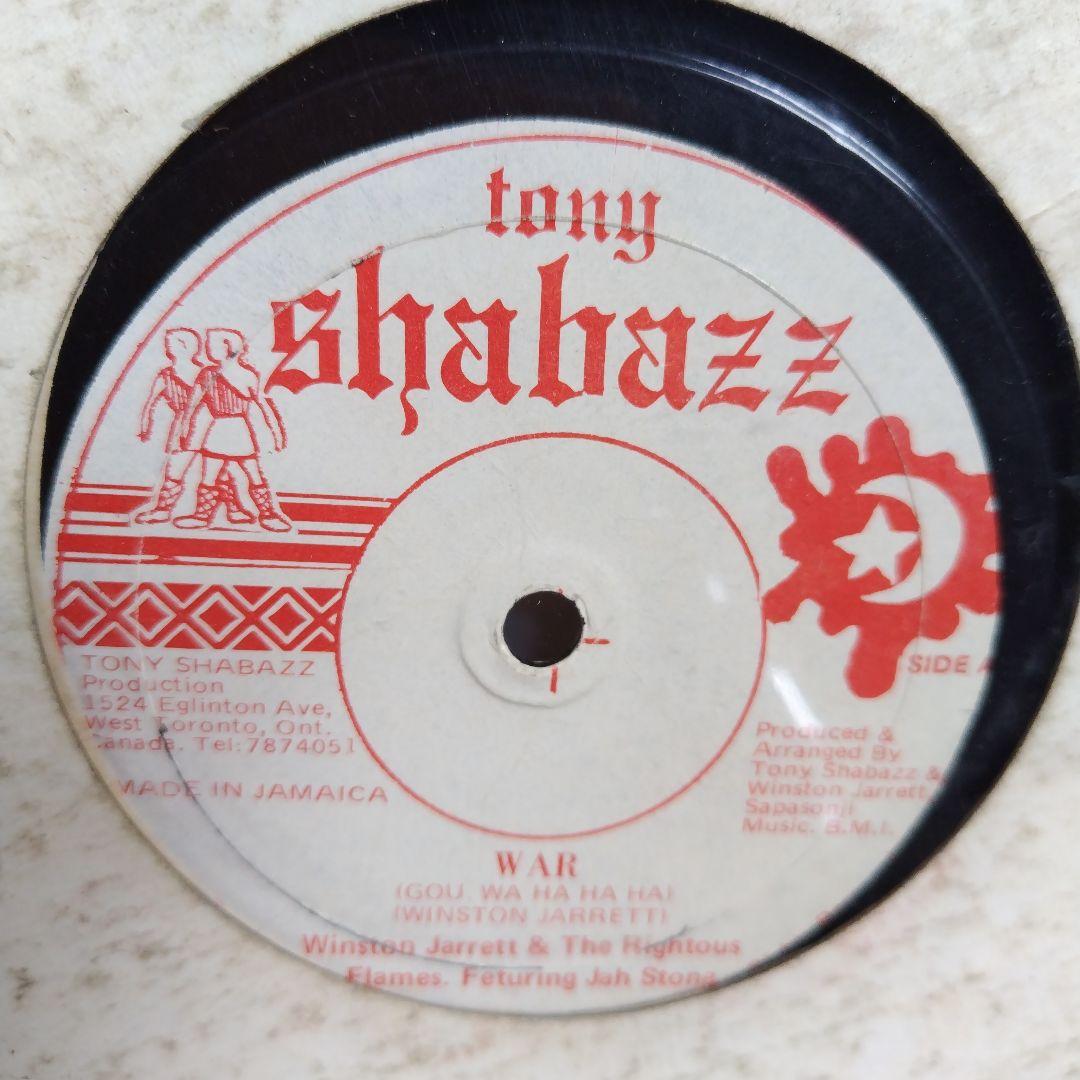 tony
shabazz
SIDE A
TONY SHABAZZ
Production
1524 Eglinton Ave,
West Toronto, Ont.
Canada. Tel:7874051
MADE IN JAMAICA
Produced &
Arranged By
Tony Shabazz &
Winston Jarrett,
Sapasonji
Music. B.M.I.
WAR
(GOU. WA HA HA HA)
(WINSTON JARRETT)
Winston Jarrett & The Rightous
Flames. Feturing Jah Stone